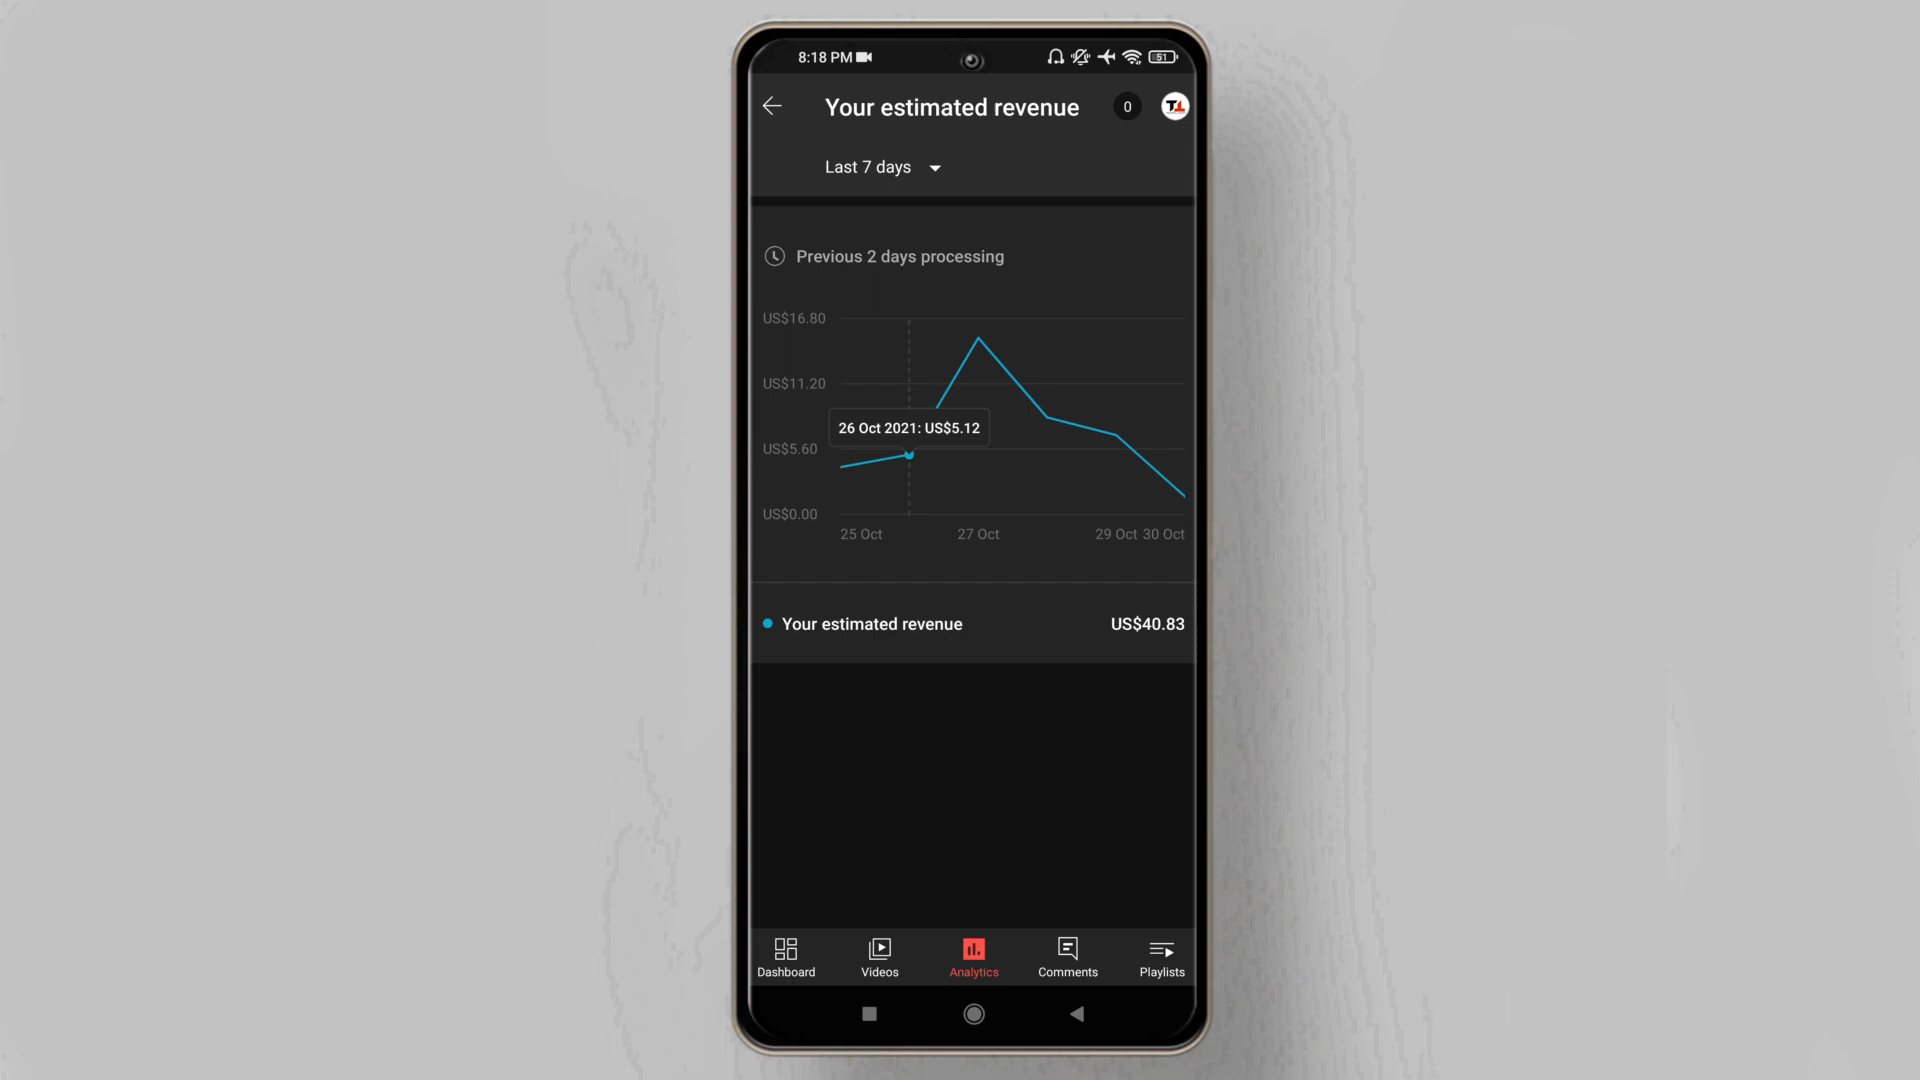 8:18 PM
51
Your estimated revenue
0
TL
Last 7 days
Previous 2 days processing
US$16.80
US$11.20
26 Oct 2021: US$5.12
US$5.60
US$0.00
25 Oct
27 Oct
29 Oct
30 Oct
Your estimated revenue
US$40.83
Dashboard
Videos
Analytics
Comments
Playlists